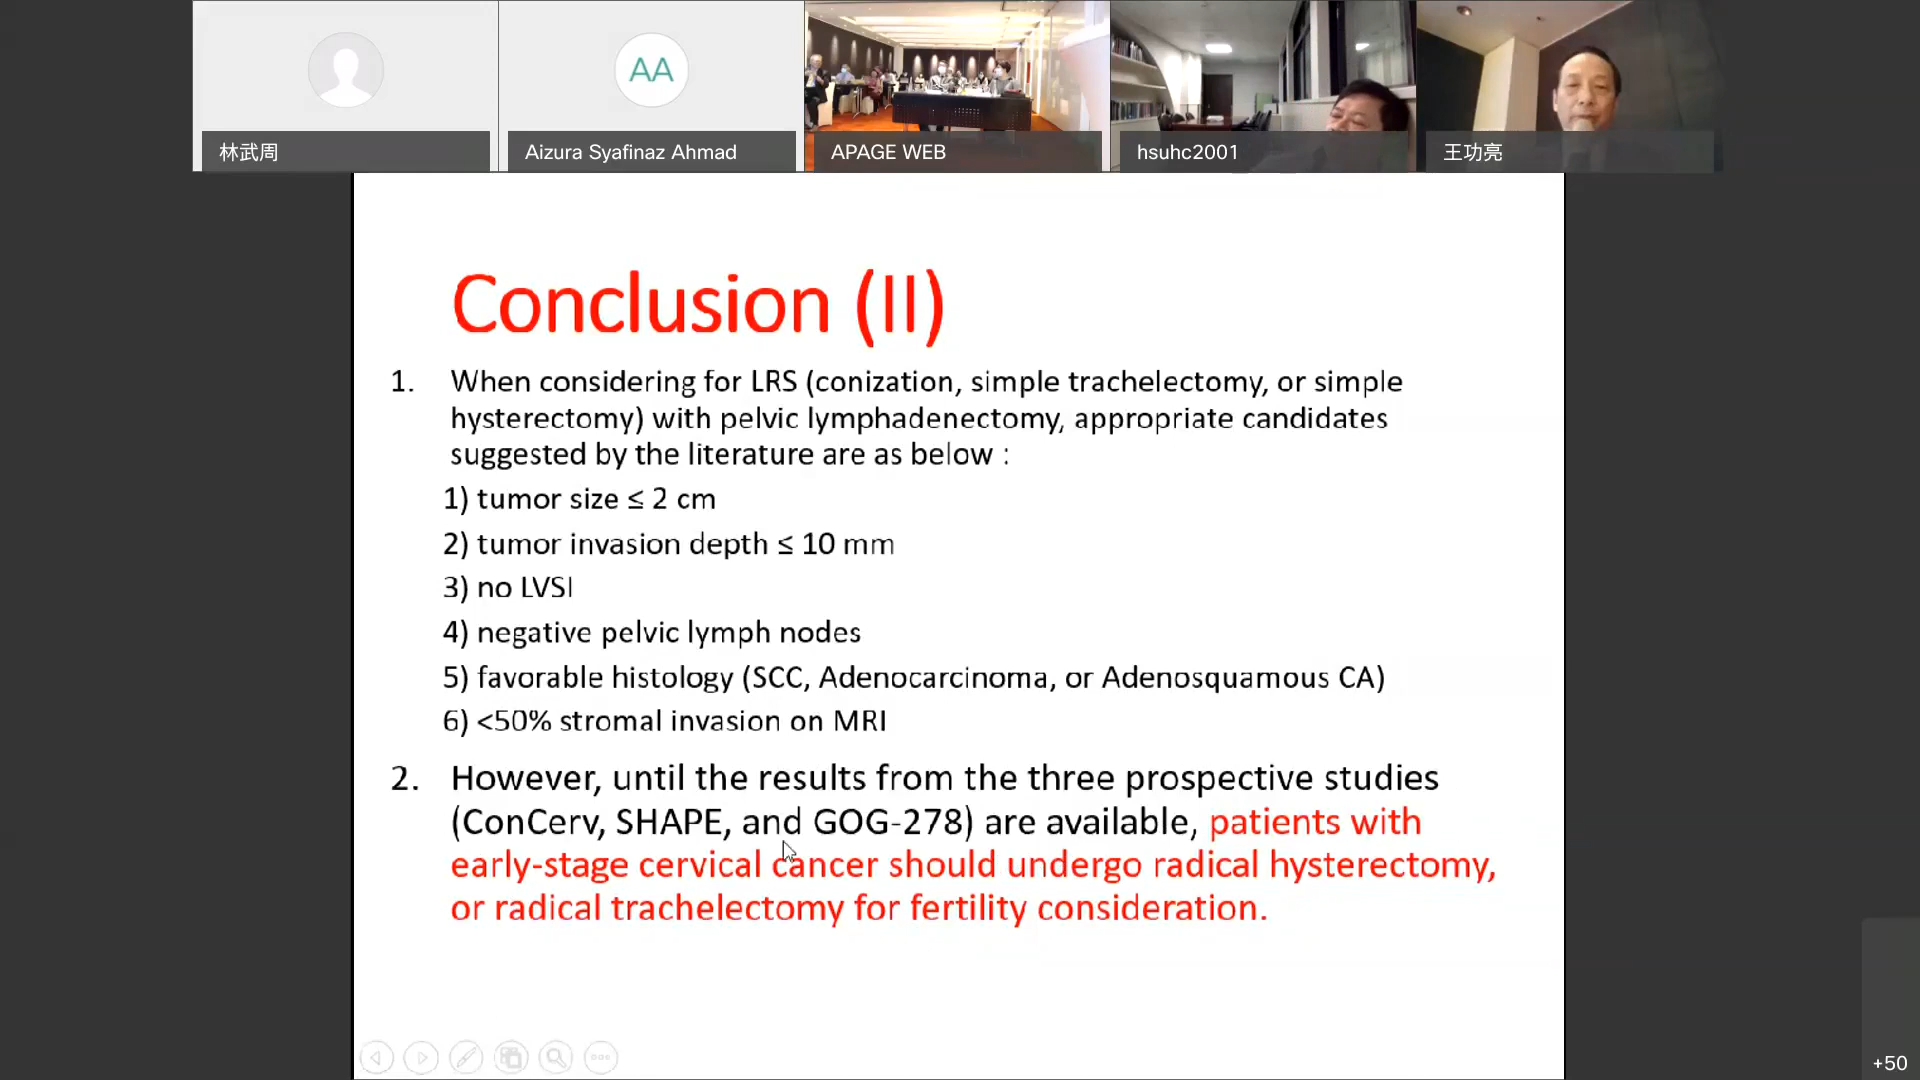 林武周
AA
Aizura Syafinaz Ahmad
APAGE WEB
hsuhc2001
王功亮
Conclusion (II)
1. When considering for LRS (conization, simple trachelectomy, or simple
hysterectomy) with pelvic lymphadenectomy, appropriate candidates
suggested by the literature are as below :
1) tumor size ≤ 2 cm
2) tumor invasion depth ≤ 10 mm
3) no LVSI
4) negative pelvic lymph nodes
5) favorable histology (SCC, Adenocarcinoma, or Adenosquamous CA)
6) <50% stromal invasion on MRI
2. However, until the results from the three prospective studies
(ConCerv, SHAPE, and GOG-278) are available, patients with
early-stage cervical cancer should undergo radical hysterectomy,
or radical trachelectomy for fertility consideration.
+50